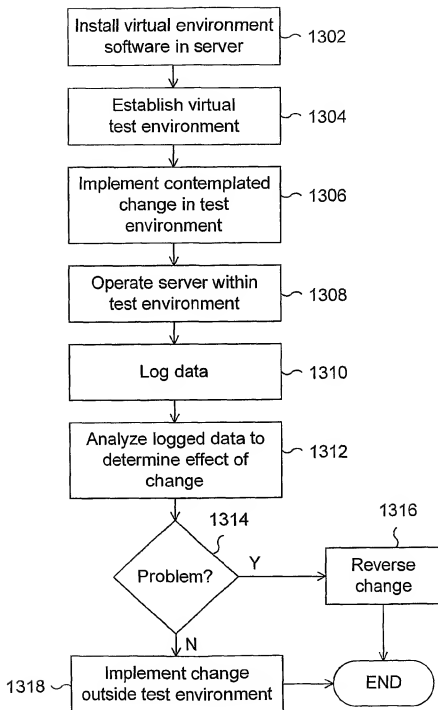 Install virtual environment
software in server
1302
Establish virtual
test environment
1304
Implement contemplated
change in test
environment
1306
Operate server within
test environment
1308
Log data
1310
Analyze logged data to
determine effect of
change
1312
1314
Problem?
Y
1316
Reverse
change
N
1318
Implement change
outside test environment
END